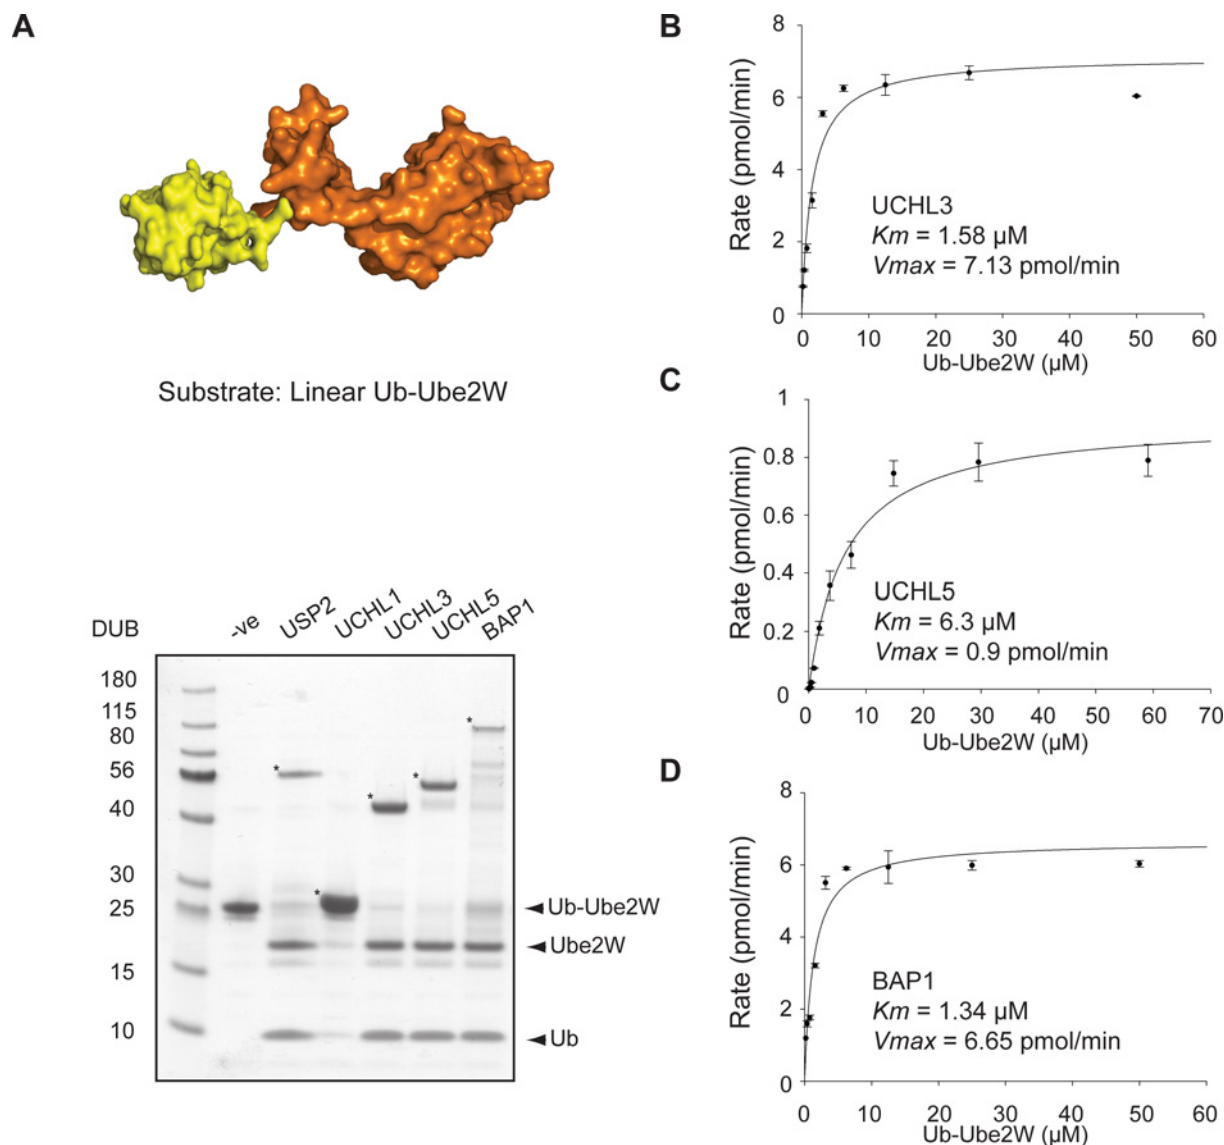 A
Substrate: Linear Ub-Ube2W
DUB
-ve
USP2
UCHL1
UCHL3
UCHL5
BAP1
180
115
80
56
40
30
25
15
10
*
*
*
*
*
Ub-Ube2W
Ube2W
Ub
B
Rate (pmol/min)
8
6
4
2
0
UCHL3
Km = 1.58 µM
Vmax = 7.13 pmol/min
0 10 20 30 40 50 60
Ub-Ube2W (µM)
C
Rate (pmol/min)
1
0.8
0.6
0.4
0.2
0
UCHL5
Km = 6.3 µM
Vmax = 0.9 pmol/min
0 10 20 30 40 50 60 70
Ub-Ube2W (µM)
D
Rate (pmol/min)
8
6
4
2
0
BAP1
Km = 1.34 µM
Vmax = 6.65 pmol/min
0 10 20 30 40 50 60
Ub-Ube2W (µM)